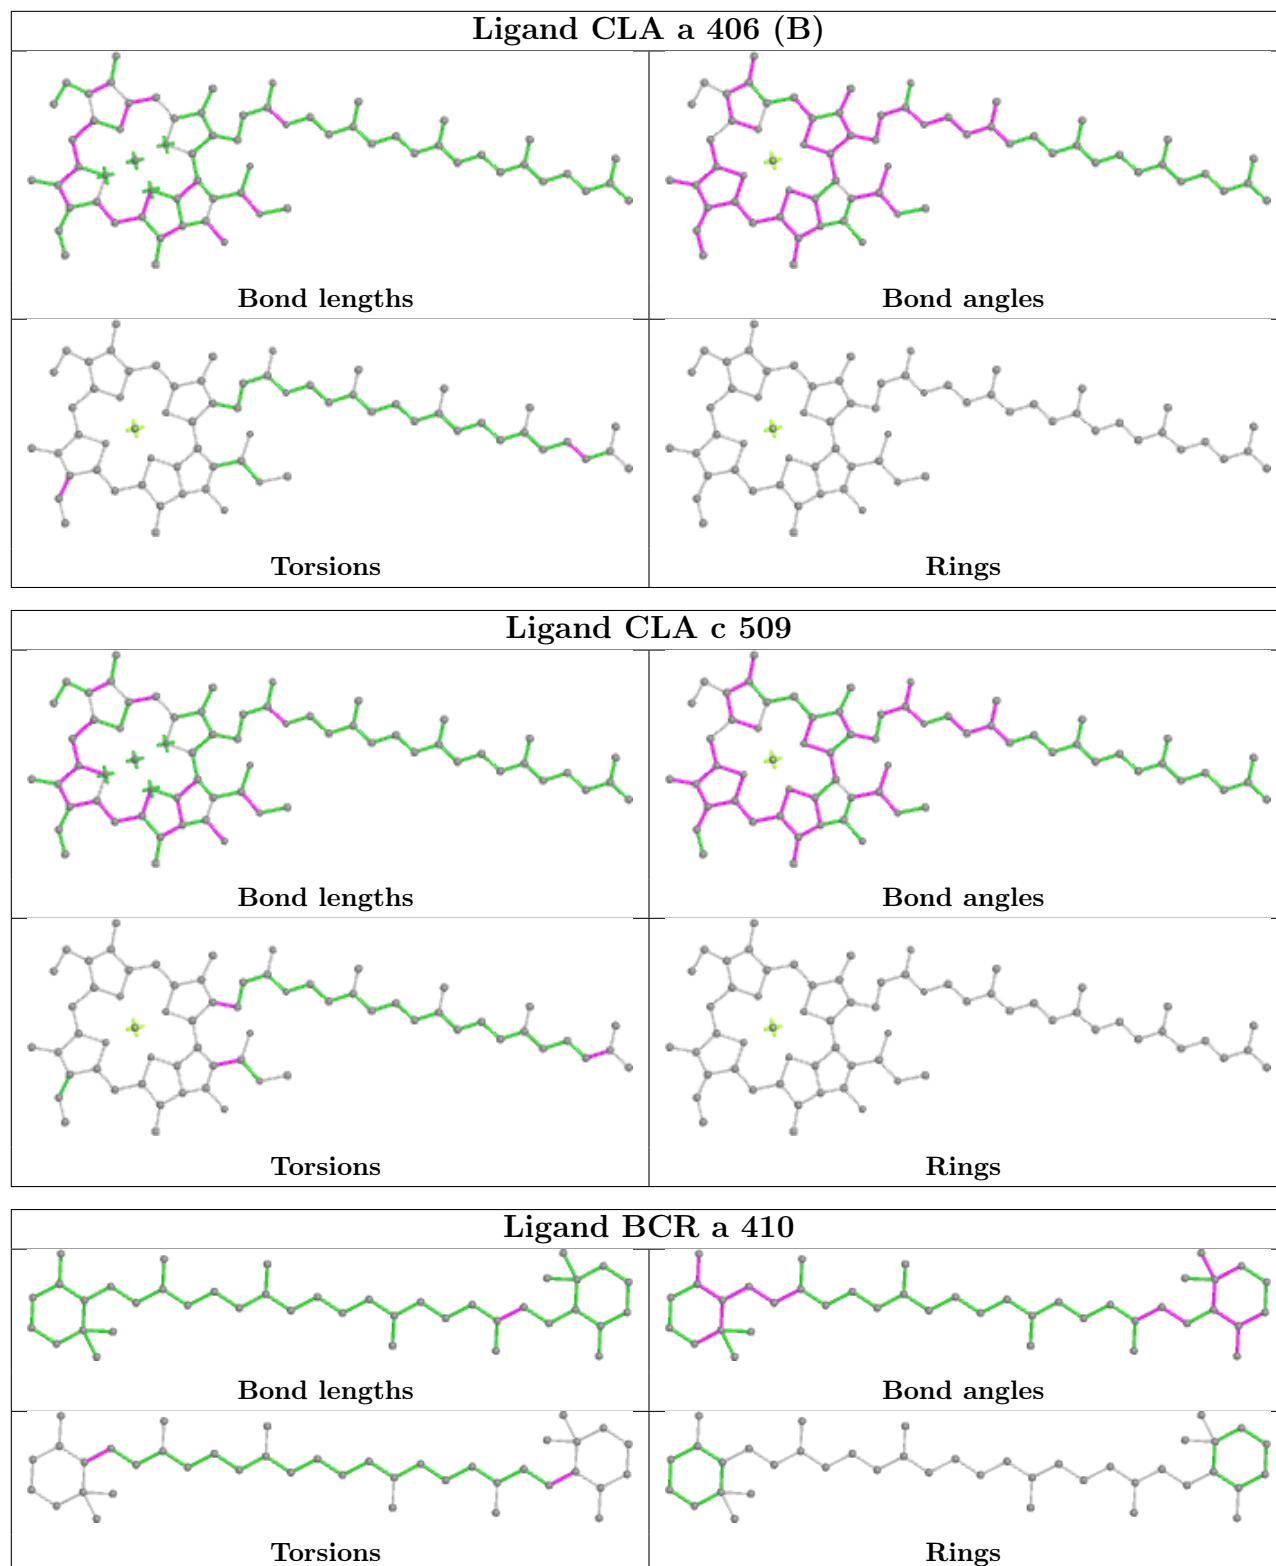 Ligand CLA a 406 (B)
Bond lengths Bond angles
Torsions Rings
Ligand CLA c 509
Bond lengths Bond angles
Torsions Rings
Ligand BCR a 410
Bond lengths Bond angles
Torsions Rings